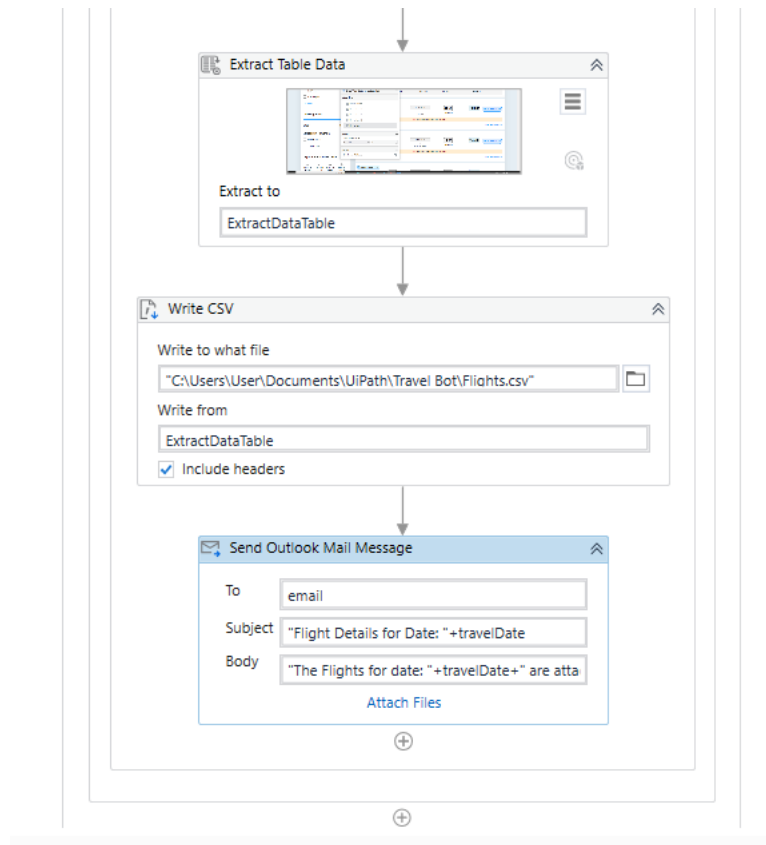 Extract Table Data
Extract to
ExtractDataTable
Write CSV
Write to what file
"C:\Users\User\Documents\UiPath\Travel Bot\Flights.csv"
Write from
ExtractDataTable
Include headers
Send Outlook Mail Message
To
email
Subject
"Flight Details for Date: "+travelDate
Body
"The Flights for date: "+travelDate+" are atta
Attach Files